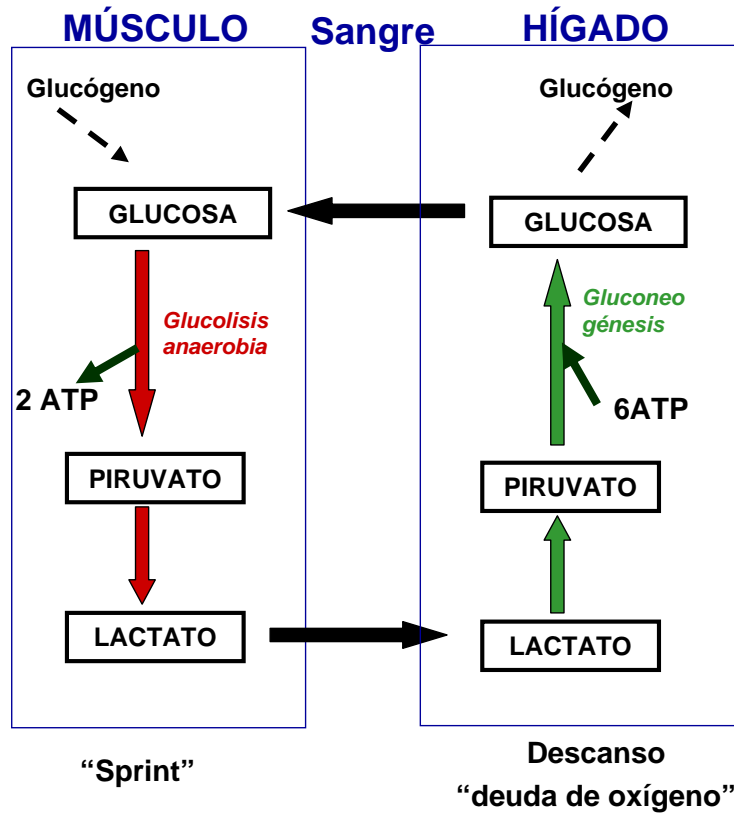 MÚSCULO
Sangre
HÍGADO
Glucógeno
Glucógeno
GLUCOSA
GLUCOSA
Glucolisis
anaerobia
Gluconeo
génesis
2 ATP
6ATP
PIRUVATO
PIRUVATO
LACTATO
LACTATO
“Sprint”
Descanso
“deuda de oxígeno”